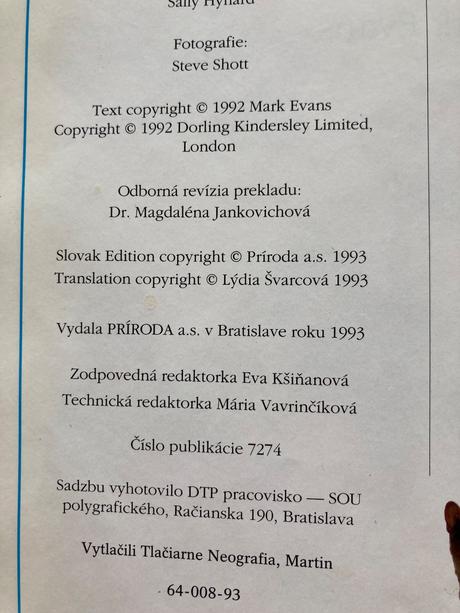 Sally Hynard
Fotografie:
Steve Shott
Text copyright © 1992 Mark Evans
Copyright © 1992 Dorling Kindersley Limited,
London
Odborná revízia prekladu:
Dr. Magdaléna Jankovichová
Slovak Edition copyright © Príroda a.s. 1993
Translation copyright © Lýdia Švarcová 1993
Vydala PRÍRODA a.s. v Bratislave roku 1993
Zodpovedná redaktorka Eva Kšiňanová
Technická redaktorka Mária Vavrinčíková
Číslo publikácie 7274
Sadzbu vyhotovilo DTP pracovisko — SOU
polygrafického, Račianska 190, Bratislava
Vytlačili Tlačiarne Neografia, Martin
64-008-93